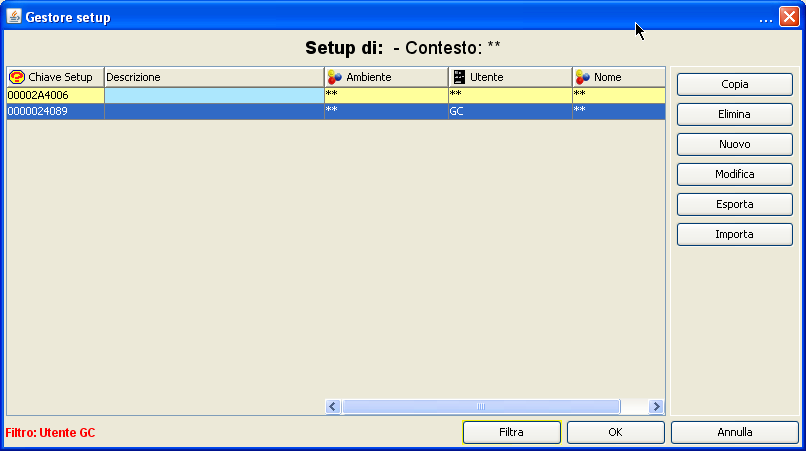 Gestore setup
...
Setup di: - Contesto: **
Chiave Setup Descrizione Ambiente Utente Nome
00002A4006 ** ** **
0000024089 ** GC **
Copia
Elimina
Nuovo
Modifica
Esporta
Importa
Filtro: Utente GC
Filtra OK Annulla